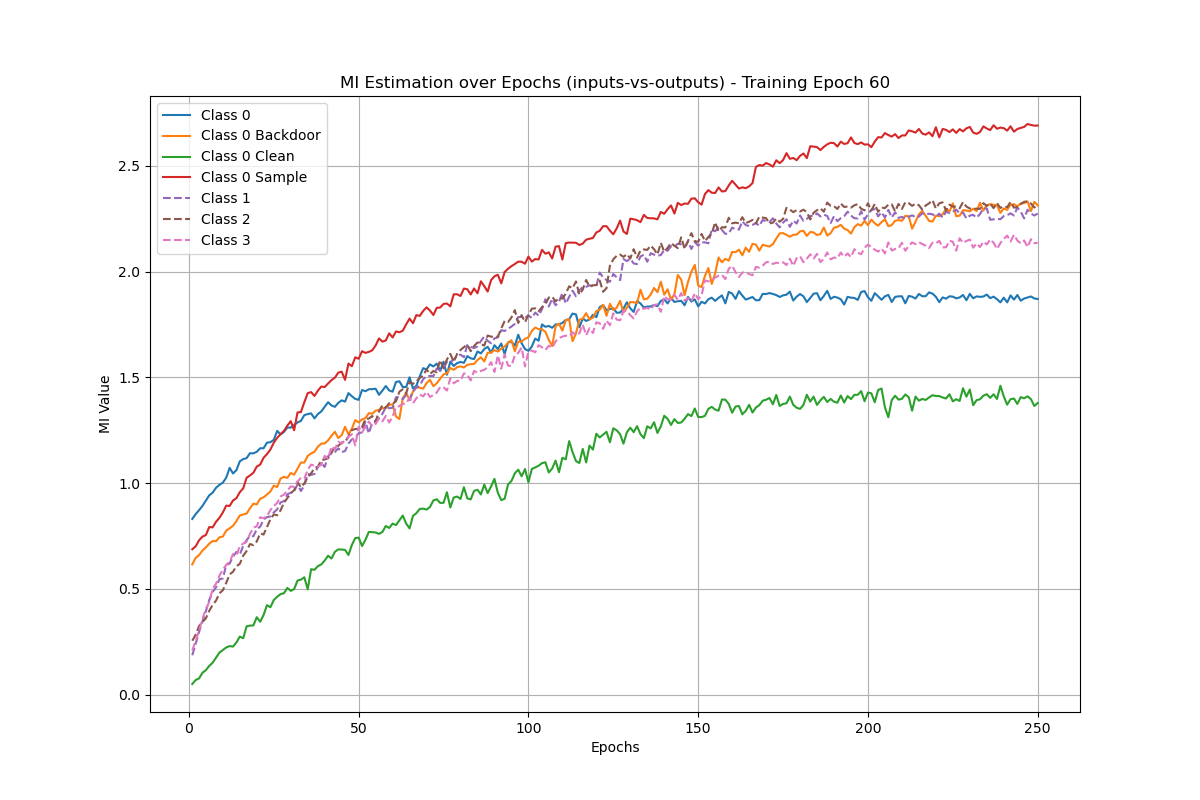 MI Estimation over Epochs (inputs-vs-outputs) - Training Epoch 60
Class 0
Class 0 Backdoor
Class 0 Clean
Class 0 Sample
Class 1
Class 2
Class 3
MI Value
2.5
2.0
1.5
1.0
0.5
0.0
0 50 100 150 200 250
Epochs